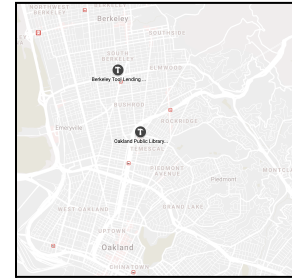 NORTHWEST
BERKELEY
Berkeley
SOUTHSIDE
SOUTH
BERKELEY
ELMWOOD
T
Berkeley Tool Lending ...
BUSHROD
ROCKRIDGE
Emeryville
T
Oakland Public Library...
TEMESCAL
PIEDMONT
AVENUE
Piedmont
MONTCL
WEST OAKLAND
GRAND LAKE
UPTOWN
Oakland
CHINATOWN